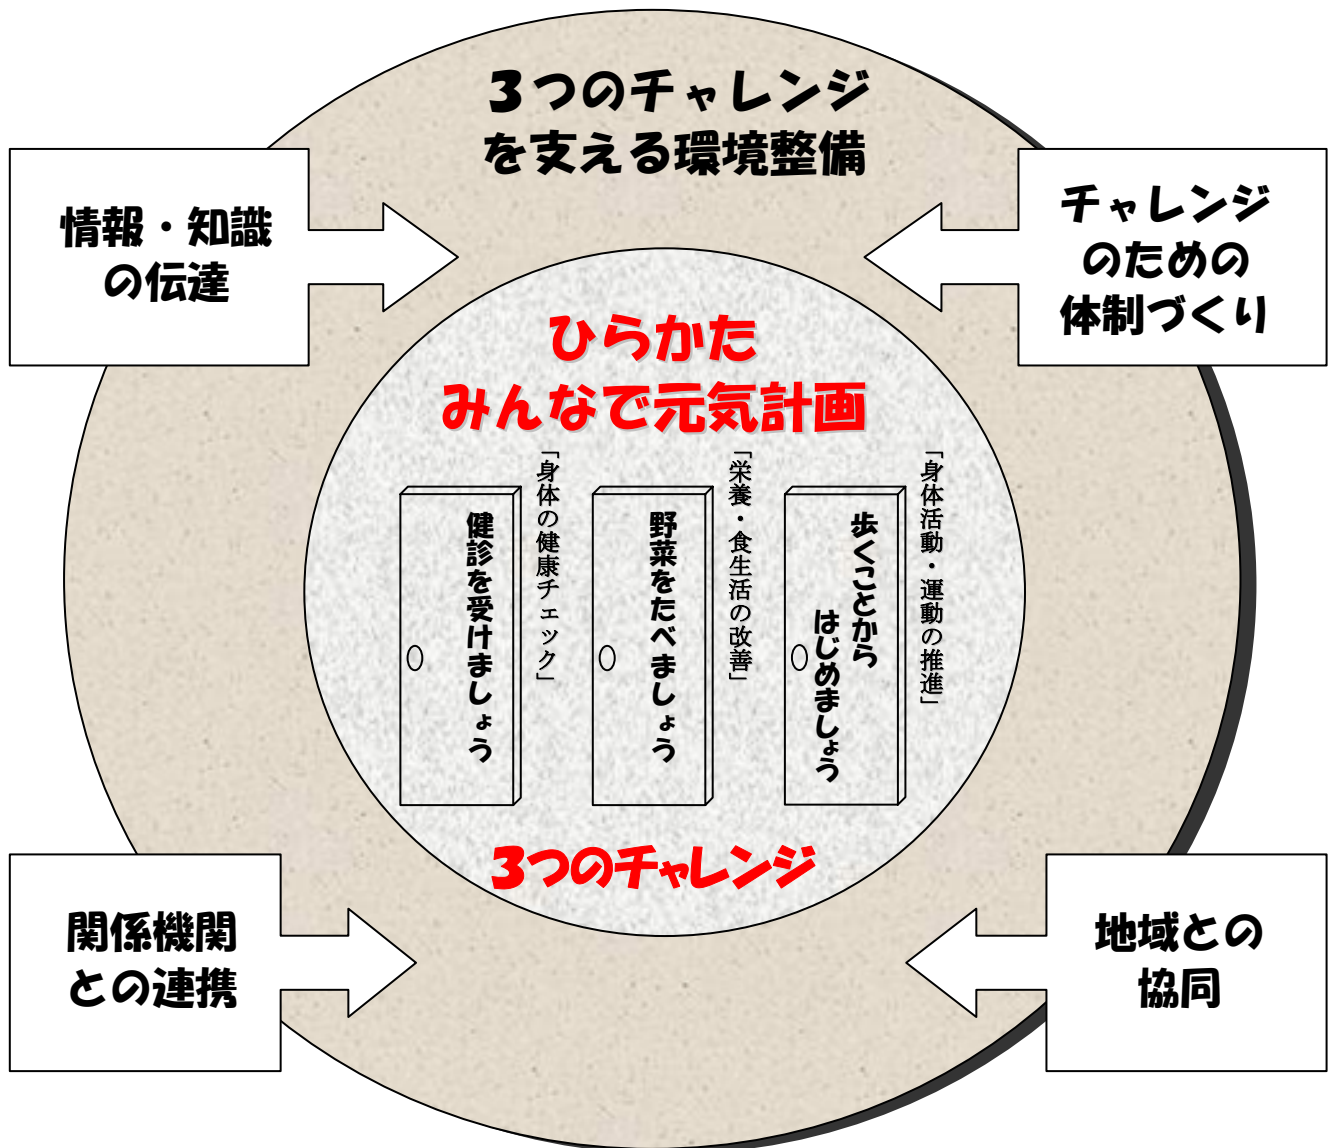 3つのチャレンジ
を支える環境整備
情報・知識
の伝達
チャレンジ
のための
体制づくり
ひらかた
みんなで元気計画
「身体活動・運動の推進」
歩くことから
はじめましょう
「栄養・食生活の改善」
野菜をたべましょう
「身体の健康チェック」
健診を受けましょう
3つのチャレンジ
関係機関
との連携
地域との
協同